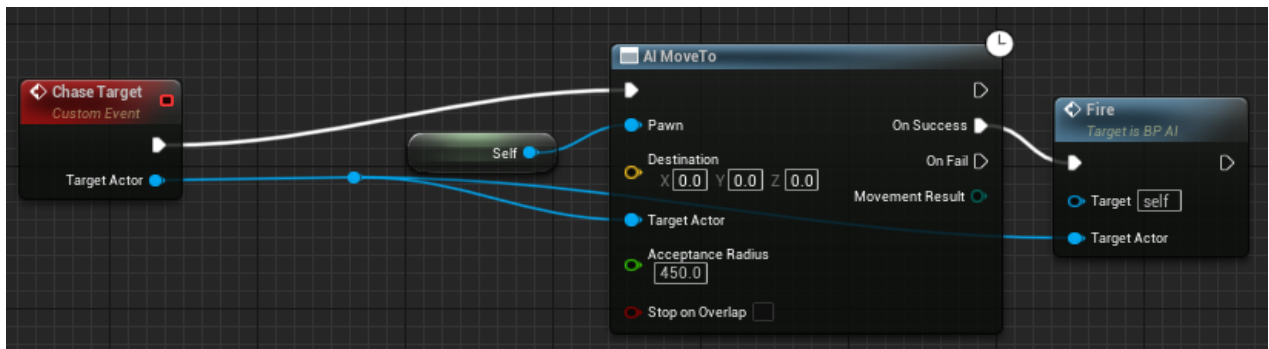 Chase Target
Custom Event
Target Actor
Self
AI MoveTo
Pawn
On Success
Destination
X 0.0 Y 0.0 Z 0.0
On Fail
Movement Result
Target Actor
Acceptance Radius
450.0
Stop on Overlap
Fire
Target is BP AI
Target self
Target Actor